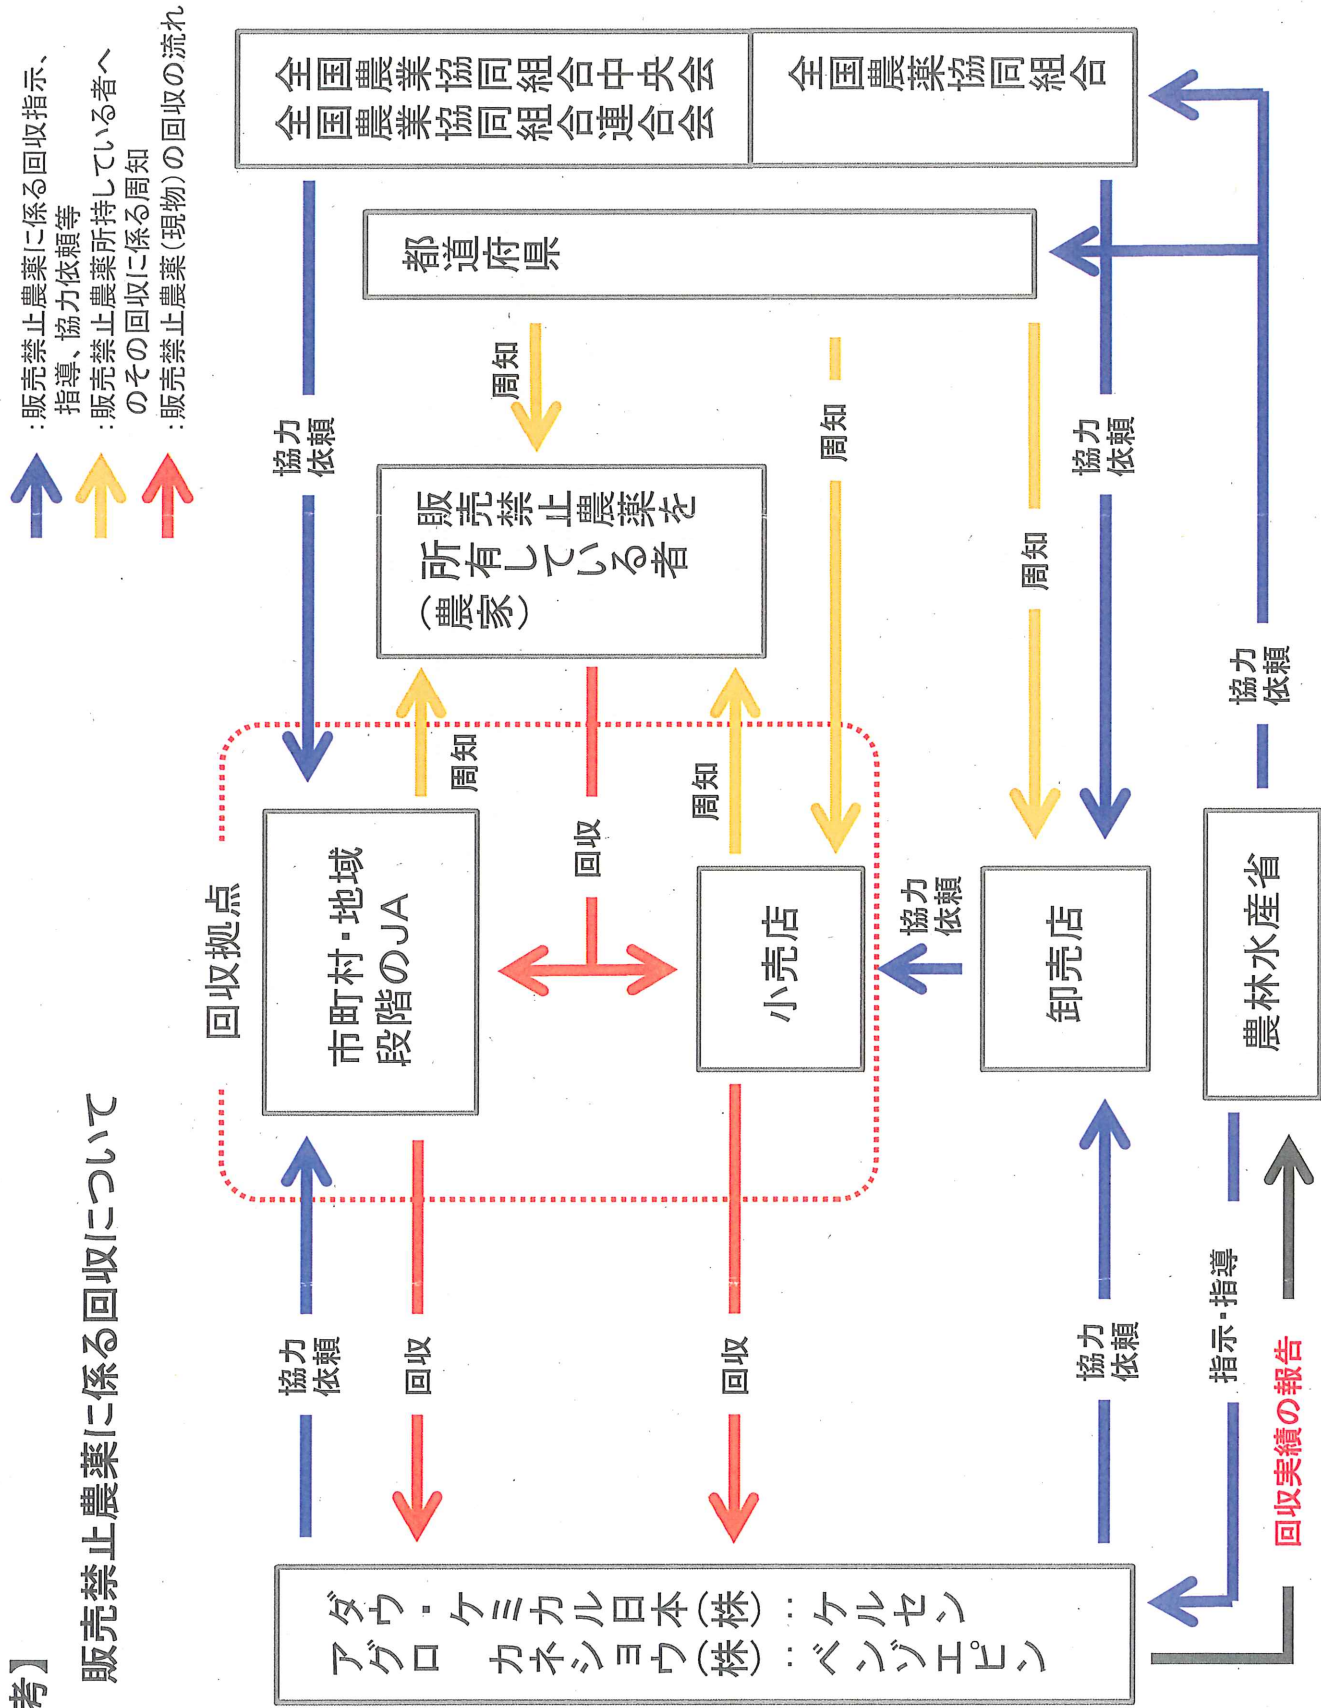 考】
販売禁止農薬に係る回収について
:販売禁止農薬に係る回収指示、
指導、協力依頼等
:販売禁止農薬所持している者へ
のその回収に係る周知
:販売禁止農薬(現物)の回収の流れ
ダウ・ケミカル日本(株)::ケルセン
アグロ カネショウ(株)::ベンゾエピン
協力
依頼
回収
回収
協力
依頼
指示・指導
回収実績の報告
回収拠点
市町村・地域
段階のJA
小売店
卸売店
農林水産省
周知
回収
周知
協力
依頼
販売禁止農薬を
所有している者
(農家)
協力
依頼
周知
周知
周知
協力
依頼
協力
依頼
都道府県
全国農業協同組合中央会
全国農業協同組合連合会
全国農薬協同組合